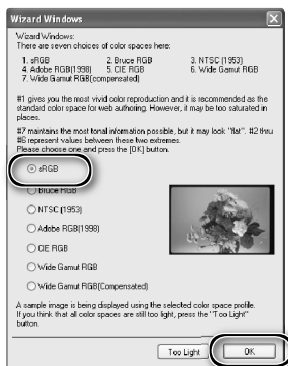 Wizard Windows
Wizard Windows:
There are seven choices of color spaces here:
1. sRGB 2. Bruce RGB 3. NTSC (1953)
4. Adobe RGB(1998) 5. CIE RGB 6. Wide Gamut RGB
7. Wide Gamut RGB(compensated)
#1 gives you the most vivid color reproduction and it is recommended as the
standard color space for web authoring. However, it may be too saturated in
places.
#7 maintains the most tonal information possible, but it may look "flat". #2 thru
#6 represent values between these two extremes.
Please choose one and press the [OK] button.
sRGB
Bruce RGB
NTSC (1953)
Adobe RGB(1998)
CIE RGB
Wide Gamut RGB
Wide Gamut RGB(Compensated)
A sample image is being displayed using the selected color space profile.
If you think that all color spaces are still too light, press the "Too Light"
button.
Too Light OK